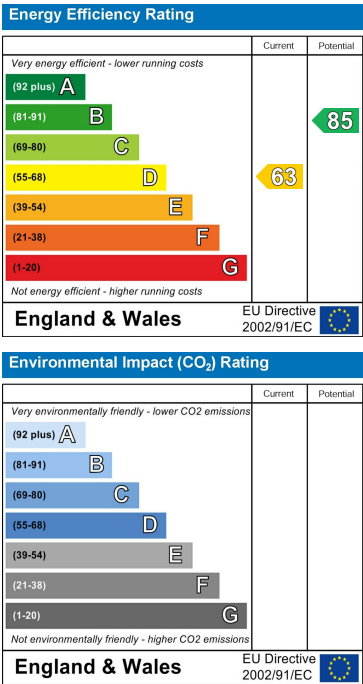 Energy Efficiency Rating
Current Potential
Very energy efficient - lower running costs
(92 plus) A
(81-91) B
85
(69-80) C
(55-68) D
63
(39-54) E
(21-38) F
(1-20) G
Not energy efficient - higher running costs
England & Wales
EU Directive
2002/91/EC
Environmental Impact (CO₂) Rating
Current Potential
Very environmentally friendly - lower CO2 emissions
(92 plus) A
(81-91) B
(69-80) C
(55-68) D
(39-54) E
(21-38) F
(1-20) G
Not environmentally friendly - higher CO2 emissions
England & Wales
EU Directive
2002/91/EC